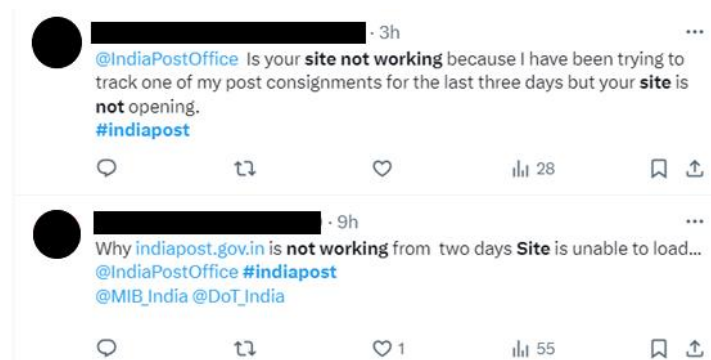 · 3h
@IndiaPostOffice Is your site not working because I have been trying to
track one of my post consignments for the last three days but your site is
not opening.
#indiapost
28
· 9h
Why indiapost.gov.in is not working from two days Site is unable to load...
@IndiaPostOffice #indiapost
@MIB_India @DoT_India
1 55